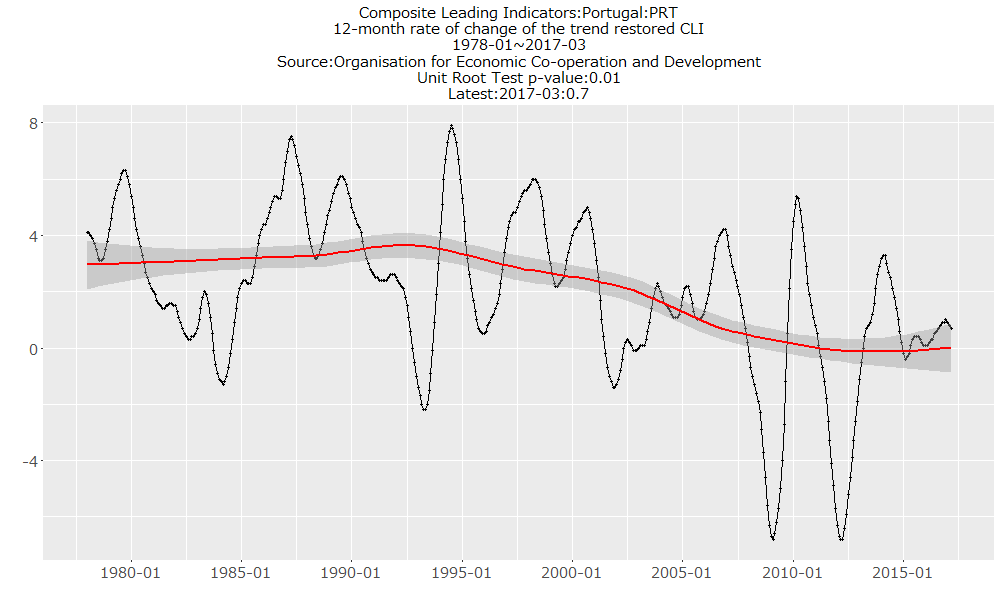 Composite Leading Indicators:Portugal:PRT
12-month rate of change of the trend restored CLI
1978-01~2017-03
Source:Organisation for Economic Co-operation and Development
Unit Root Test p-value:0.01
Latest:2017-03:0.7
8
4
0
-4
1980-01 1985-01 1990-01 1995-01 2000-01 2005-01 2010-01 2015-01